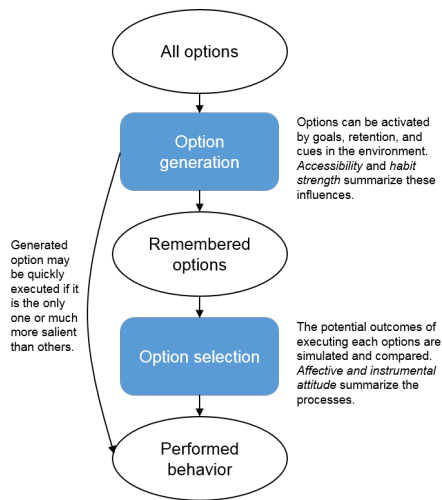 All options
Option
generation
Options can be activated
by goals, retention, and
cues in the environment.
Accessibility and habit
strength summarize these
influences.
Generated
option may
be quickly
executed if it
is the only
one or much
more salient
than others.
Remembered
options
Option selection
The potential outcomes of
executing each options are
simulated and compared.
Affective and instrumental
attitude summarize the
processes.
Performed
behavior